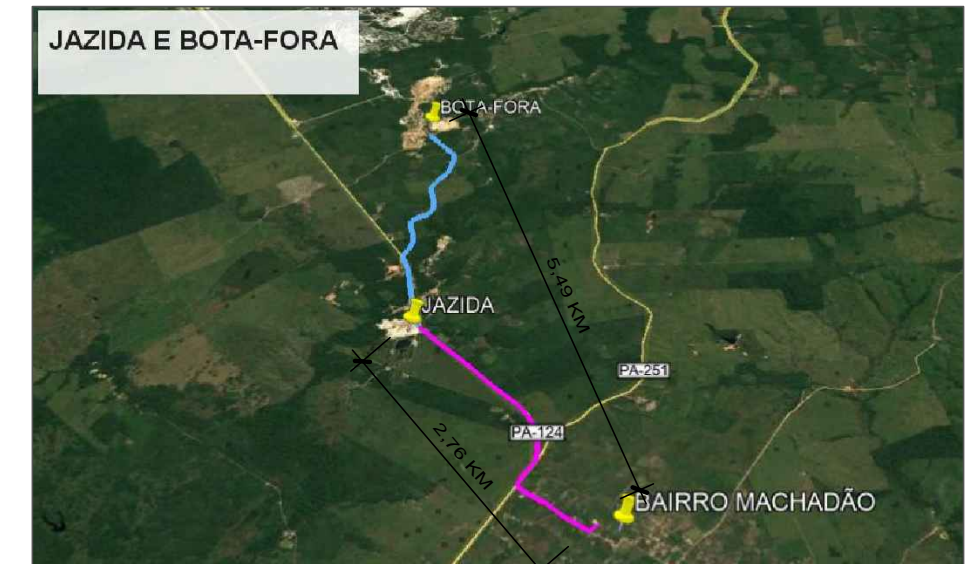 JAZIDA E BOTA-FORA
BOTA-FORA
5,49 KM
JAZIDA
PA-251
PA-124
2,76 KM
BAIRRO MACHADÃO